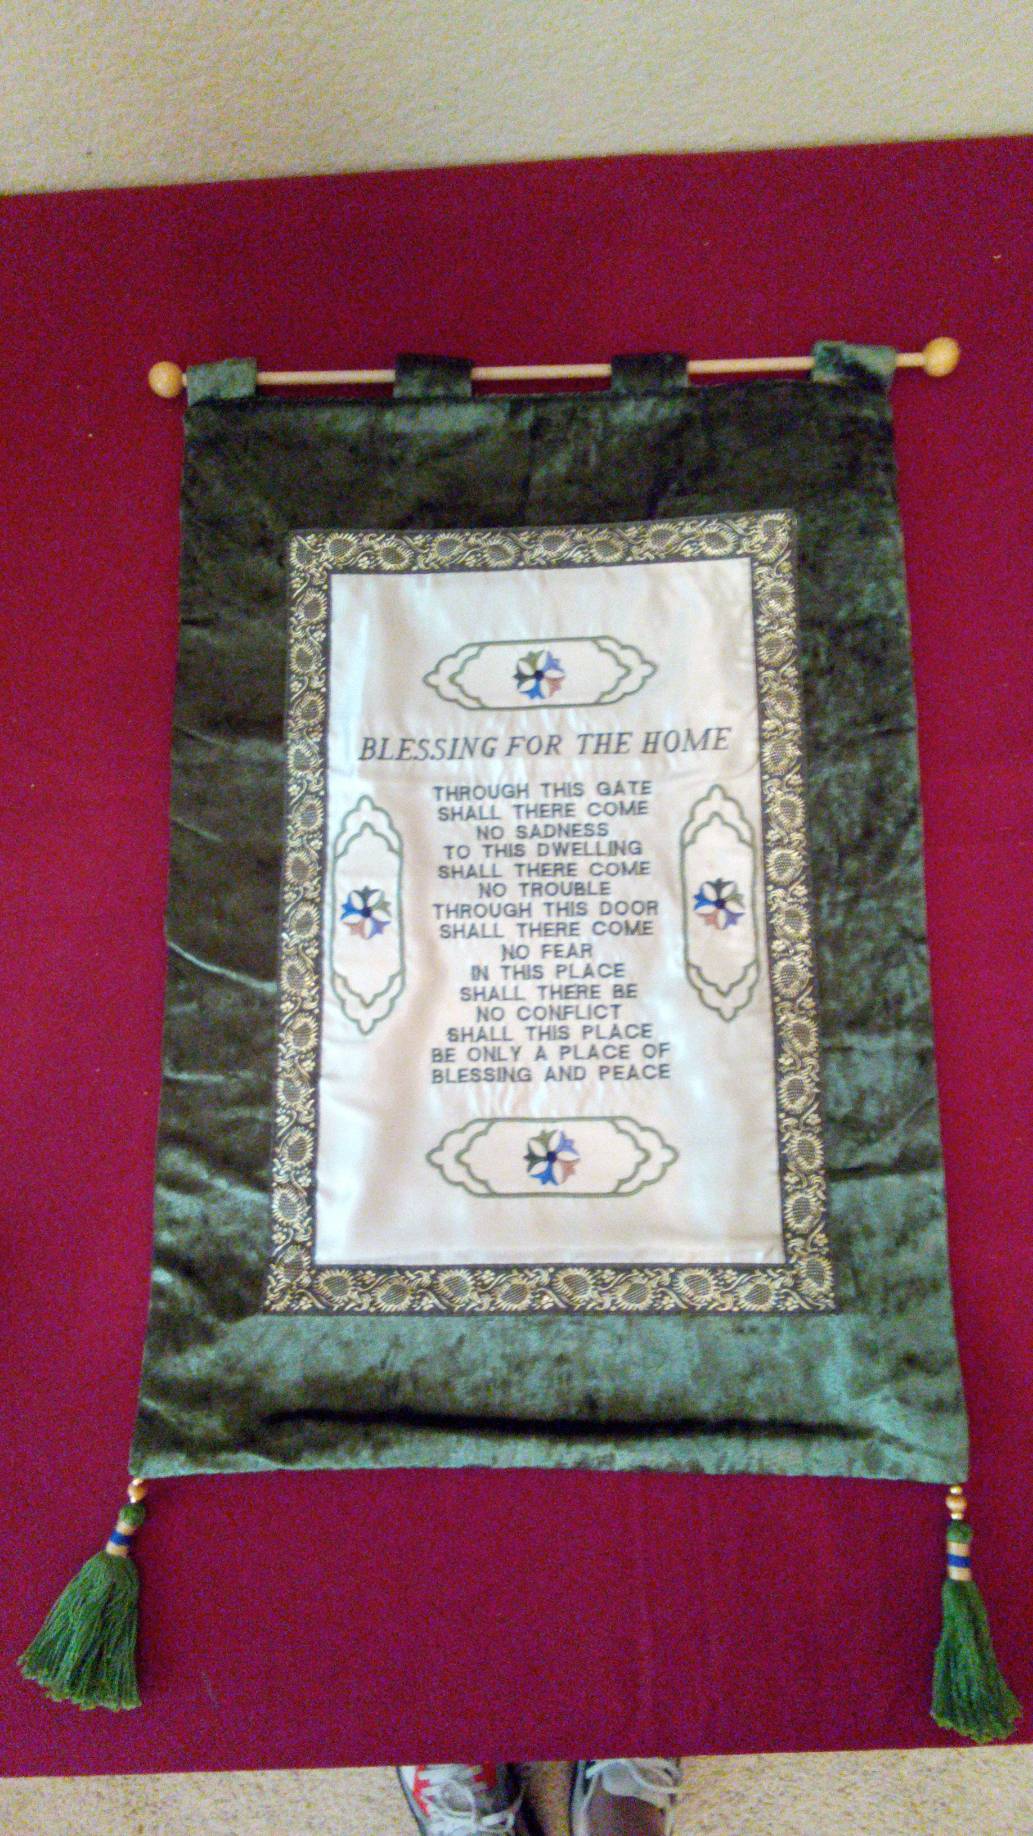 BLESSING FOR THE HOME
THROUGH THIS GATE
SHALL THERE COME
NO SADNESS
TO THIS DWELLING
SHALL THERE COME
NO TROUBLE
THROUGH THIS DOOR
SHALL THERE COME
NO FEAR
IN THIS PLACE
SHALL THERE BE
NO CONFLICT
SHALL THIS PLACE
BE ONLY A PLACE OF
BLESSING AND PEACE